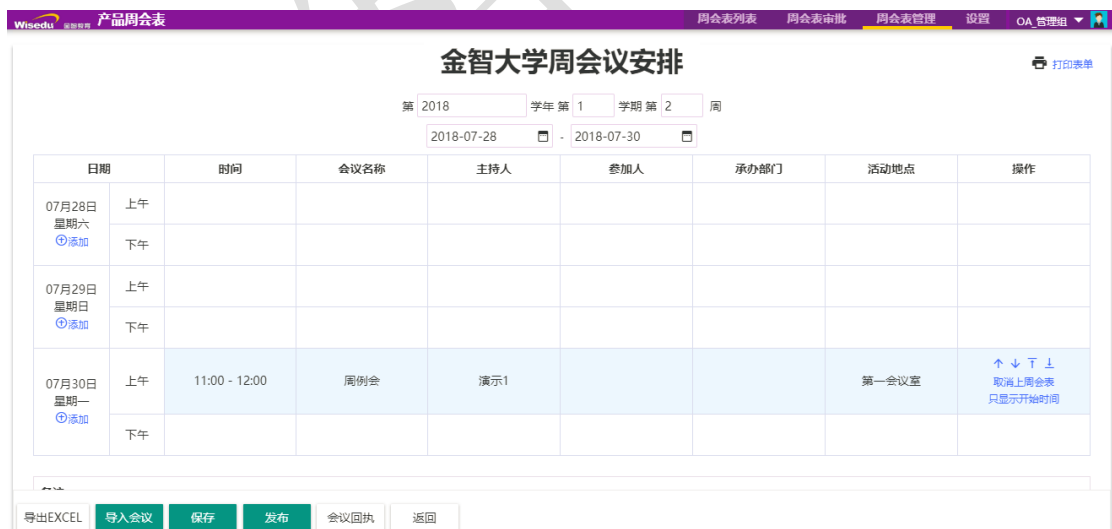 Wisedu 金智教育 产品周会表 周会表列表 周会表审批 周会表管理 设置 OA_管理组
金智大学周会议安排
打印表单
第 2018 学年 第 1 学期 第 2 周
2018-07-28 - 2018-07-30
日期 时间 会议名称 主持人 参加人 承办部门 活动地点 操作
07月28日
星期六
添加
上午
下午
07月29日
星期日
添加
上午
下午
07月30日
星期一
添加
上午 11:00 - 12:00 周例会 演示1 第一会议室
取消上周会表
只显示开始时间
下午
导出EXCEL 导入会议 保存 发布 会议回执 返回